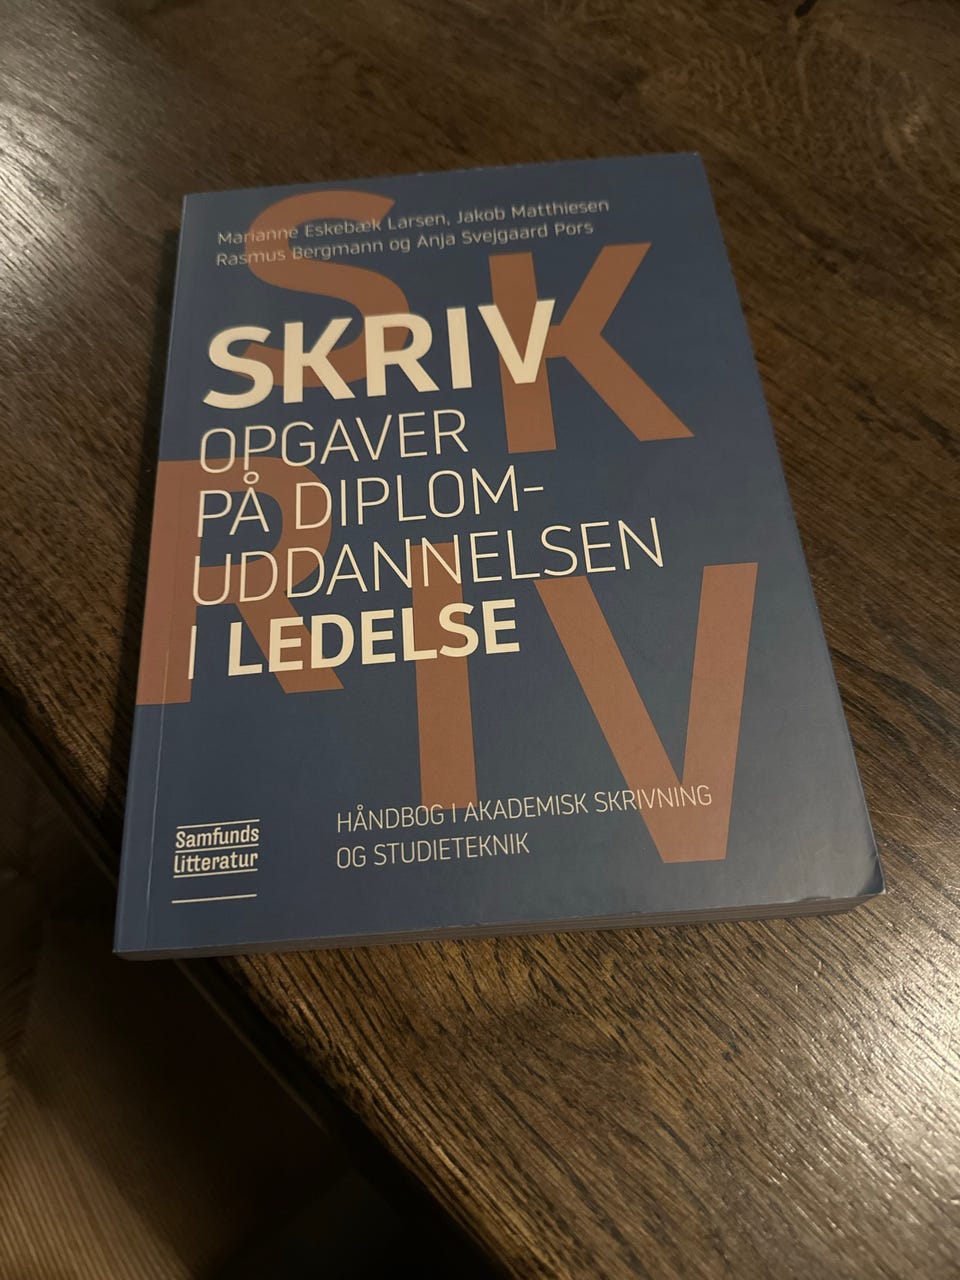 Marianne Eskebæk Larsen, Jakob Matthiesen
Rasmus Bergmann og Anja Svejgaard Pors
SKRIV
SKRIV
OPGAVER
PÅ DIPLOM-
UDDANNELSEN
I LEDELSE
HÅNDBOG I AKADEMISK SKRIVNING
OG STUDIETEKNIK
Samfunds
litteratur